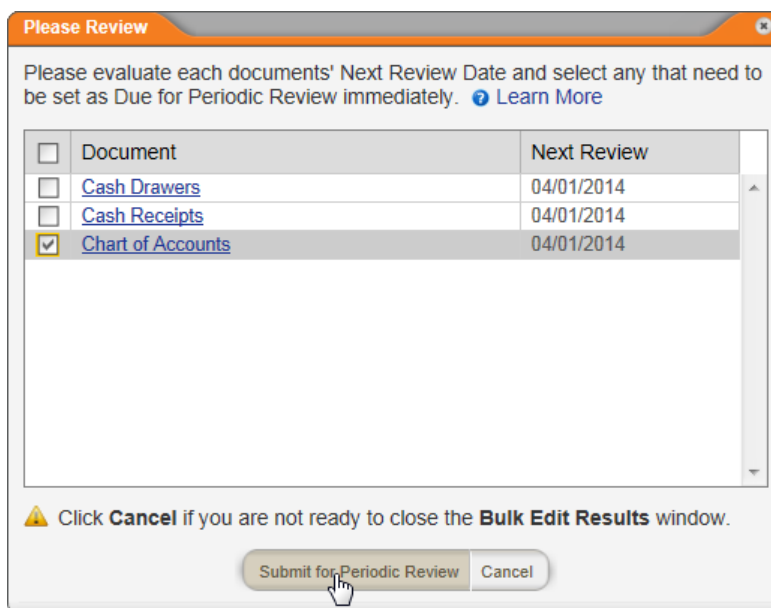 Please Review
Please evaluate each documents' Next Review Date and select any that need to
be set as Due for Periodic Review immediately. Learn More
Document Next Review
Cash Drawers 04/01/2014
Cash Receipts 04/01/2014
Chart of Accounts 04/01/2014
Click Cancel if you are not ready to close the Bulk Edit Results window.
Submit for Periodic Review Cancel